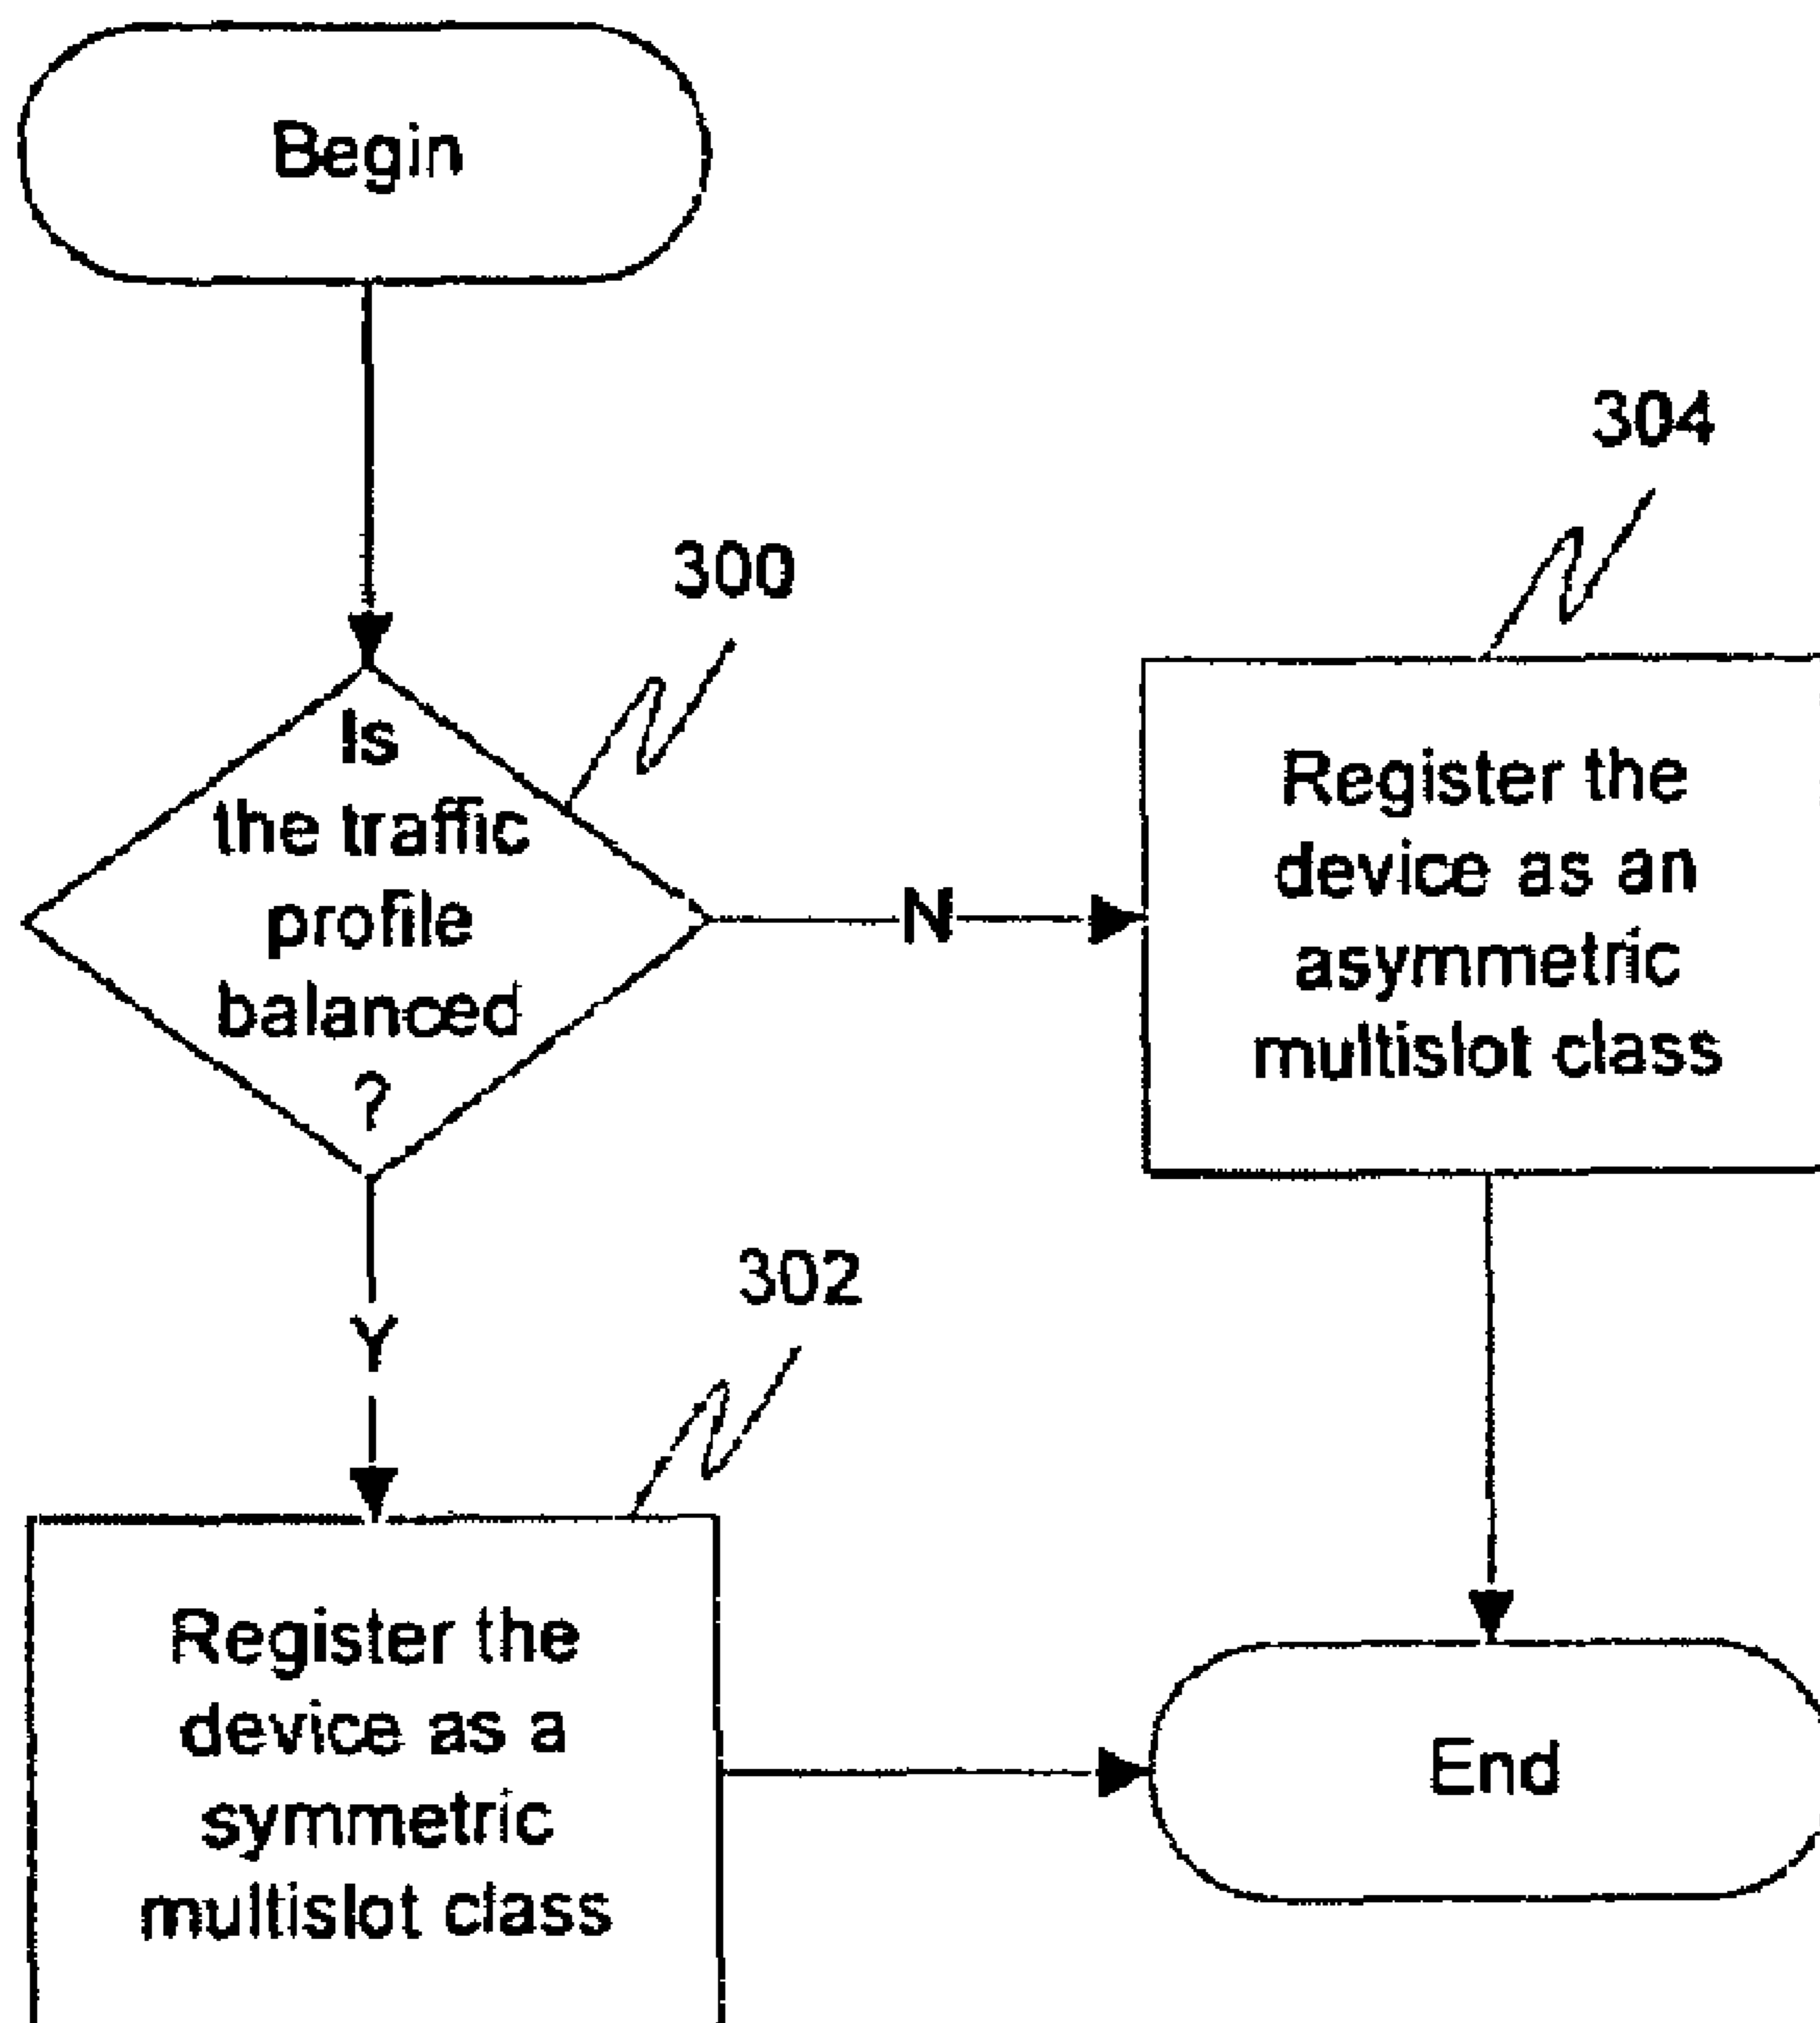 Begin
300
Is
the traffic
profile
balanced
?
N
304
Register the
device as an
asymmetric
multislot class
Y
302
Register the
device as a
symmetric
multislot class
End